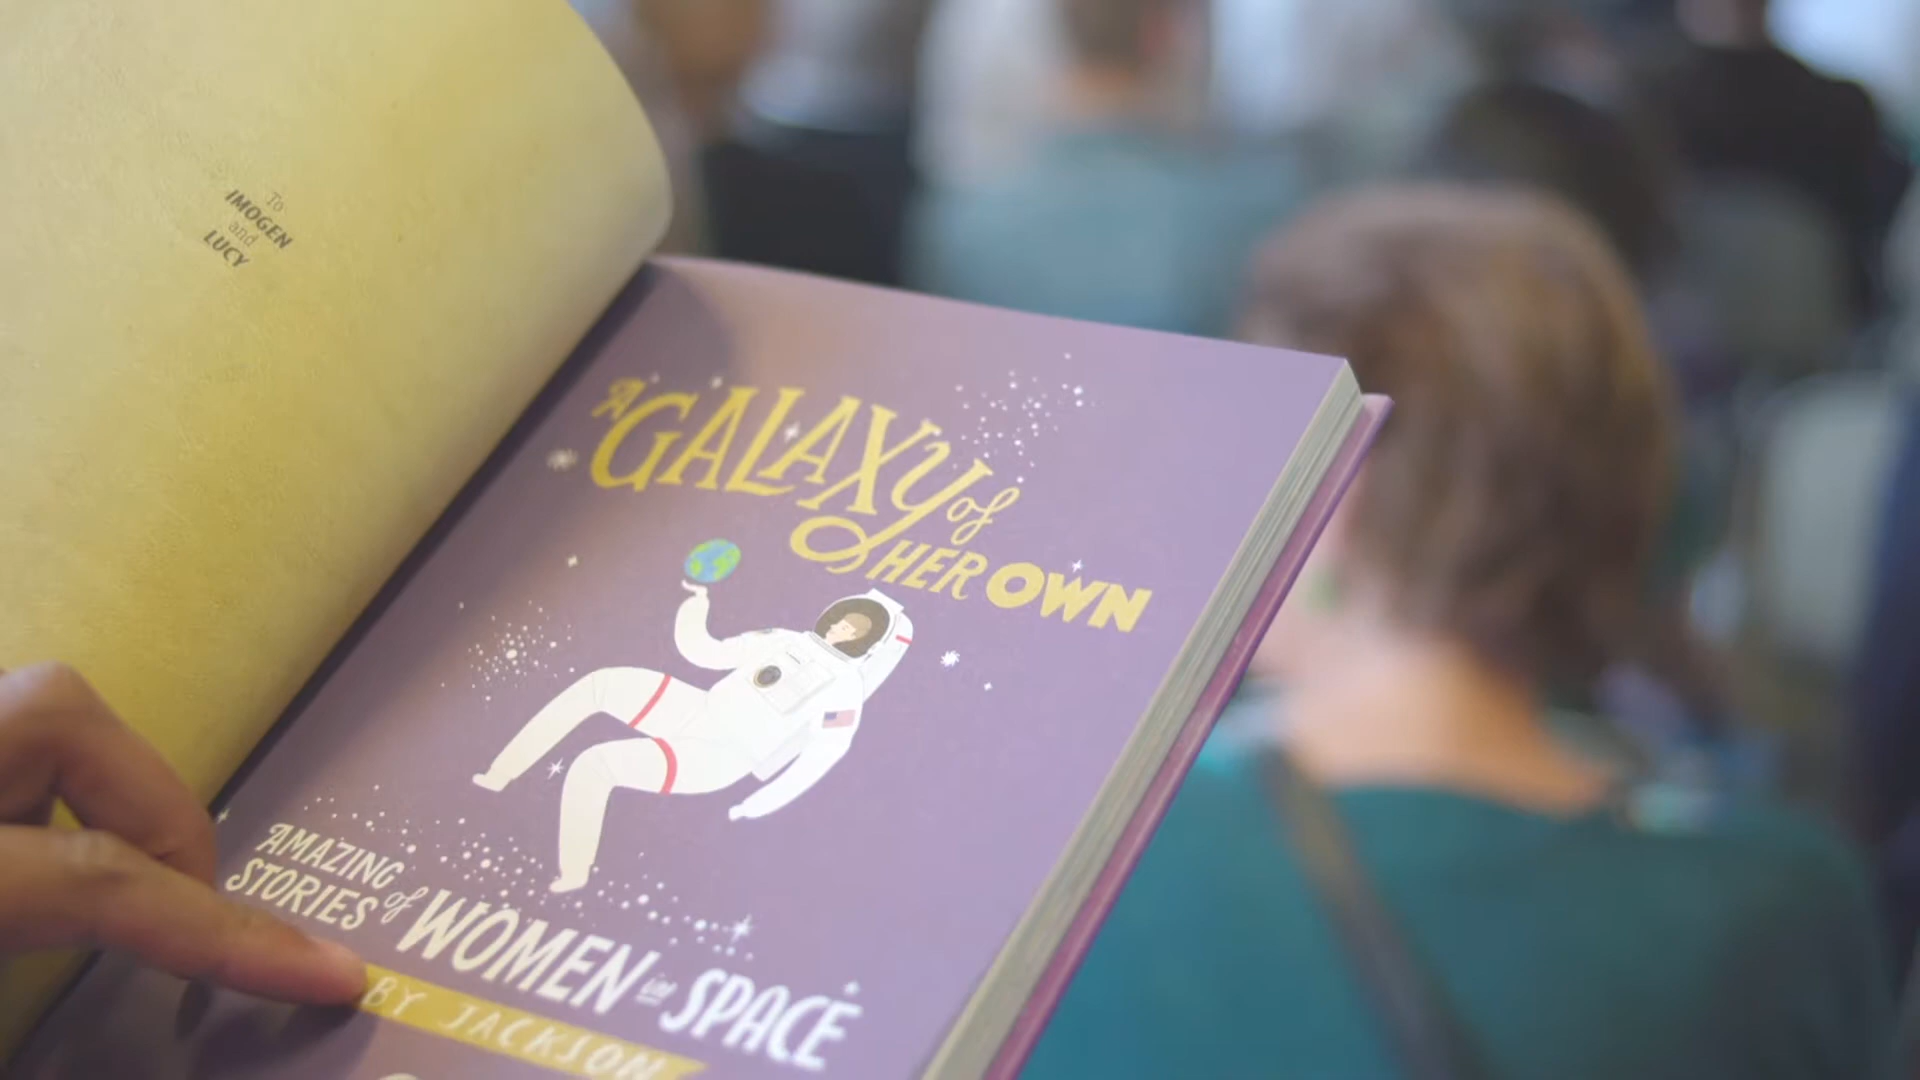 To
IMOGEN
and
LUCY
A GALAXY of
HER OWN
AMAZING
STORIES of WOMEN in SPACE
BY JACKSON